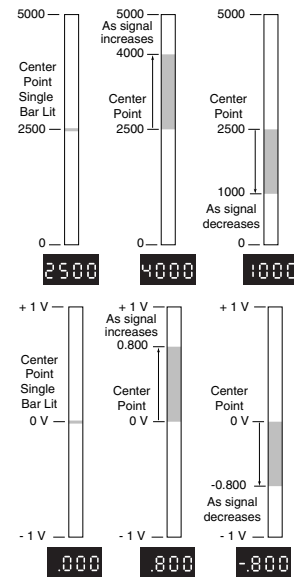 5000
Center
Point
Single
Bar Lit
2500
0
2500
5000
As signal
increases
4000
Center
Point
2500
0
4000
5000
Center
Point
2500
1000
As signal
decreases
0
1000
+ 1 V
Center
Point
Single
Bar Lit
0 V
- 1 V
.000
+ 1 V
As signal
increases
0.800
Center
Point
0 V
- 1 V
.800
+ 1 V
Center
Point
0 V
-0.800
As signal
decreases
- 1 V
-.800